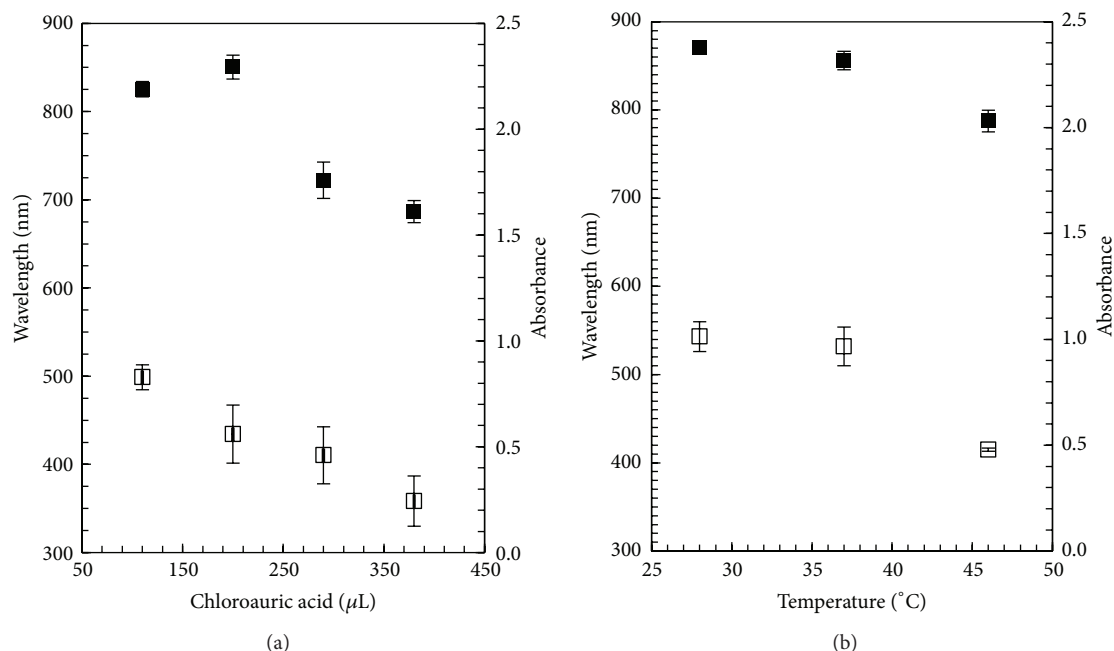 900
800
700
600
500
400
300
Wavelength (nm)
2.5
2.0
1.5
1.0
0.5
0.0
Absorbance
50 150 250 350 450
Chloroauric acid (μL)
(a)
900
800
700
600
500
400
300
Wavelength (nm)
2.5
2.0
1.5
1.0
0.5
0.0
Absorbance
25 30 35 40 45 50
Temperature (°C)
(b)